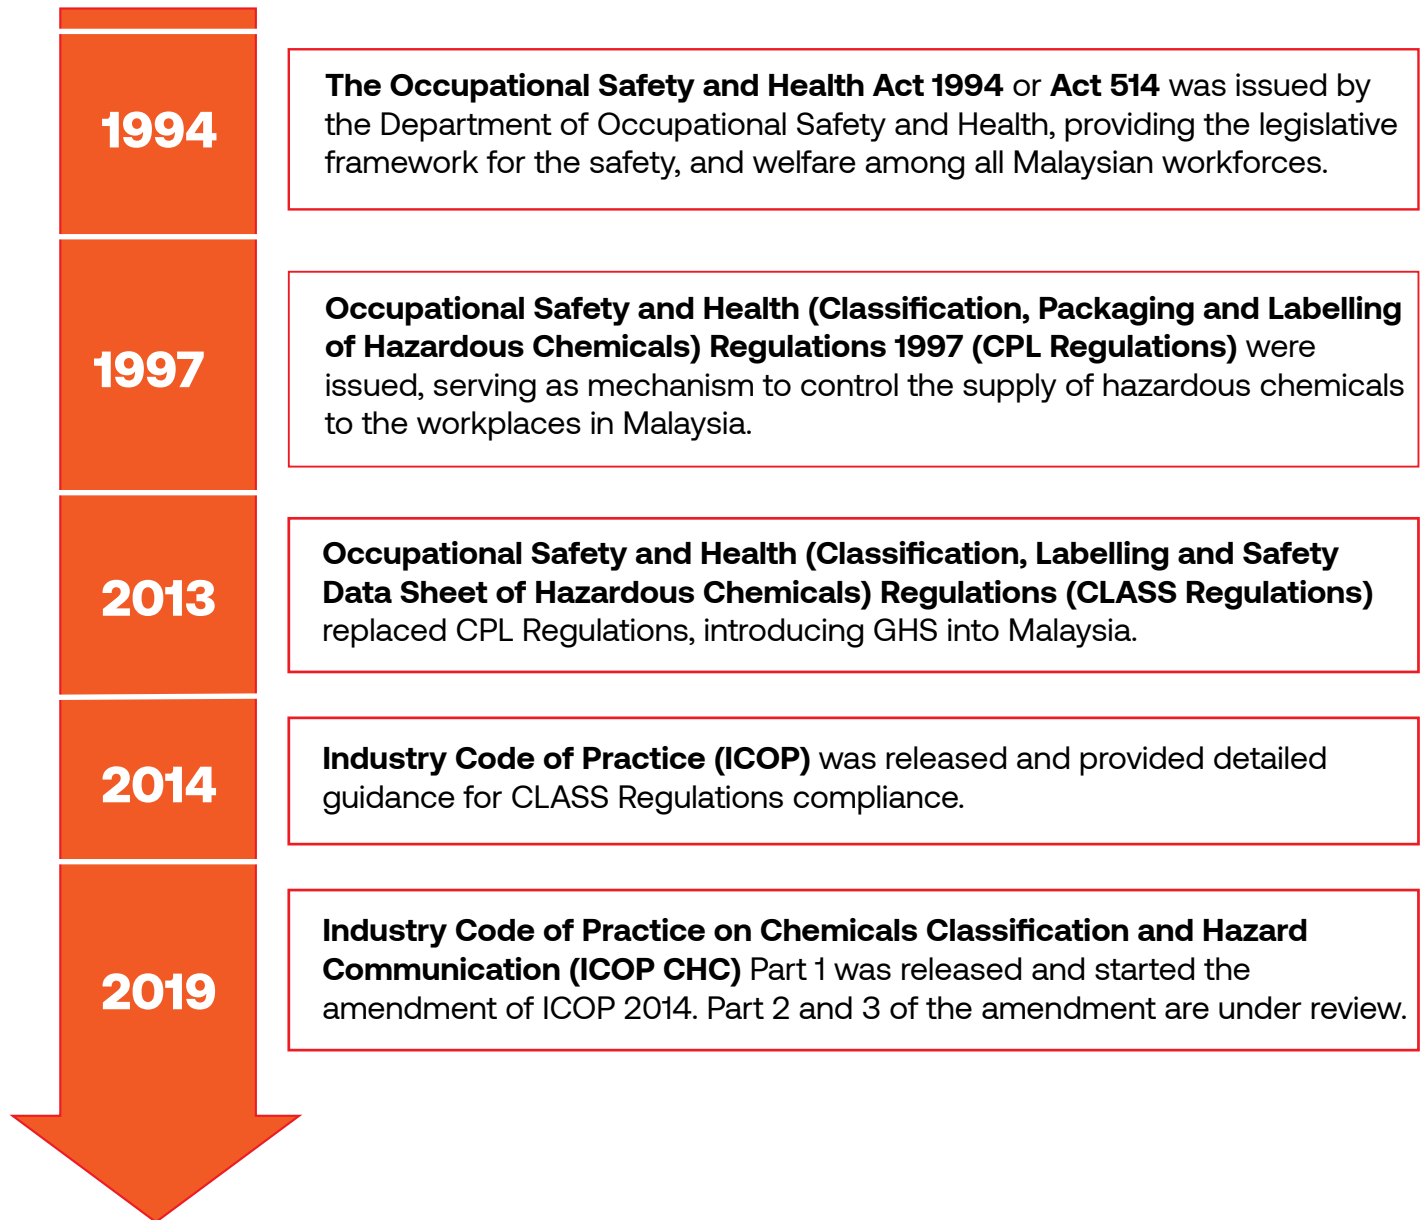 1994
The Occupational Safety and Health Act 1994 or Act 514 was issued by
the Department of Occupational Safety and Health, providing the legislative
framework for the safety, and welfare among all Malaysian workforces.
1997
Occupational Safety and Health (Classification, Packaging and Labelling
of Hazardous Chemicals) Regulations 1997 (CPL Regulations) were
issued, serving as mechanism to control the supply of hazardous chemicals
to the workplaces in Malaysia.
2013
Occupational Safety and Health (Classification, Labelling and Safety
Data Sheet of Hazardous Chemicals) Regulations (CLASS Regulations)
replaced CPL Regulations, introducing GHS into Malaysia.
2014
Industry Code of Practice (ICOP) was released and provided detailed
guidance for CLASS Regulations compliance.
2019
Industry Code of Practice on Chemicals Classification and Hazard
Communication (ICOP CHC) Part 1 was released and started the
amendment of ICOP 2014. Part 2 and 3 of the amendment are under review.